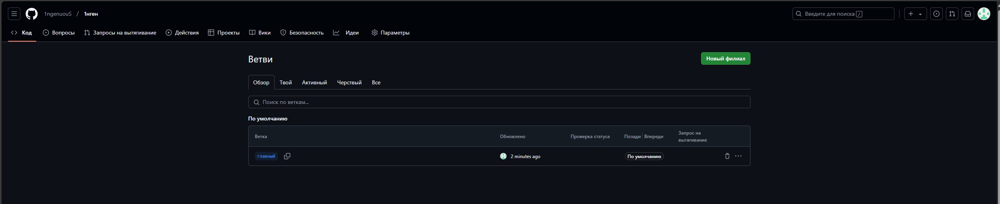 1ngenuouS / 1нген
Введите для поиска /
Код Вопросы Запросы на вытягивание Действия Проекты Вики Безопасность Идеи Параметры
Ветви
Новый филиал
Обзор Твой Активный Черствый Все
Поиск по веткам...
По умолчанию
Ветка Обновлено Проверка статуса Позади Впереди Запрос на
вытягивание
главный 2 minutes ago По умолчанию